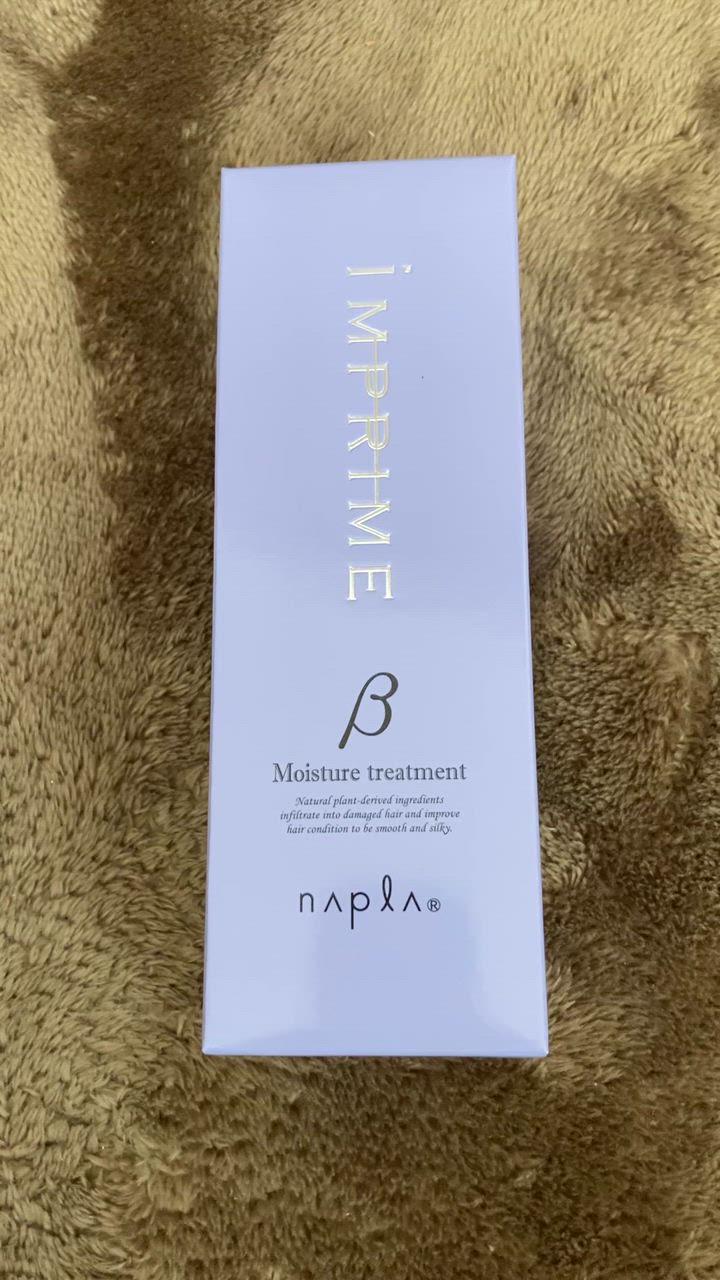 İMPRIME
β
Moisture treatment
Natural plant-derived ingredients
infiltrate into damaged hair and improve
hair condition to be smooth and silky.
napla®